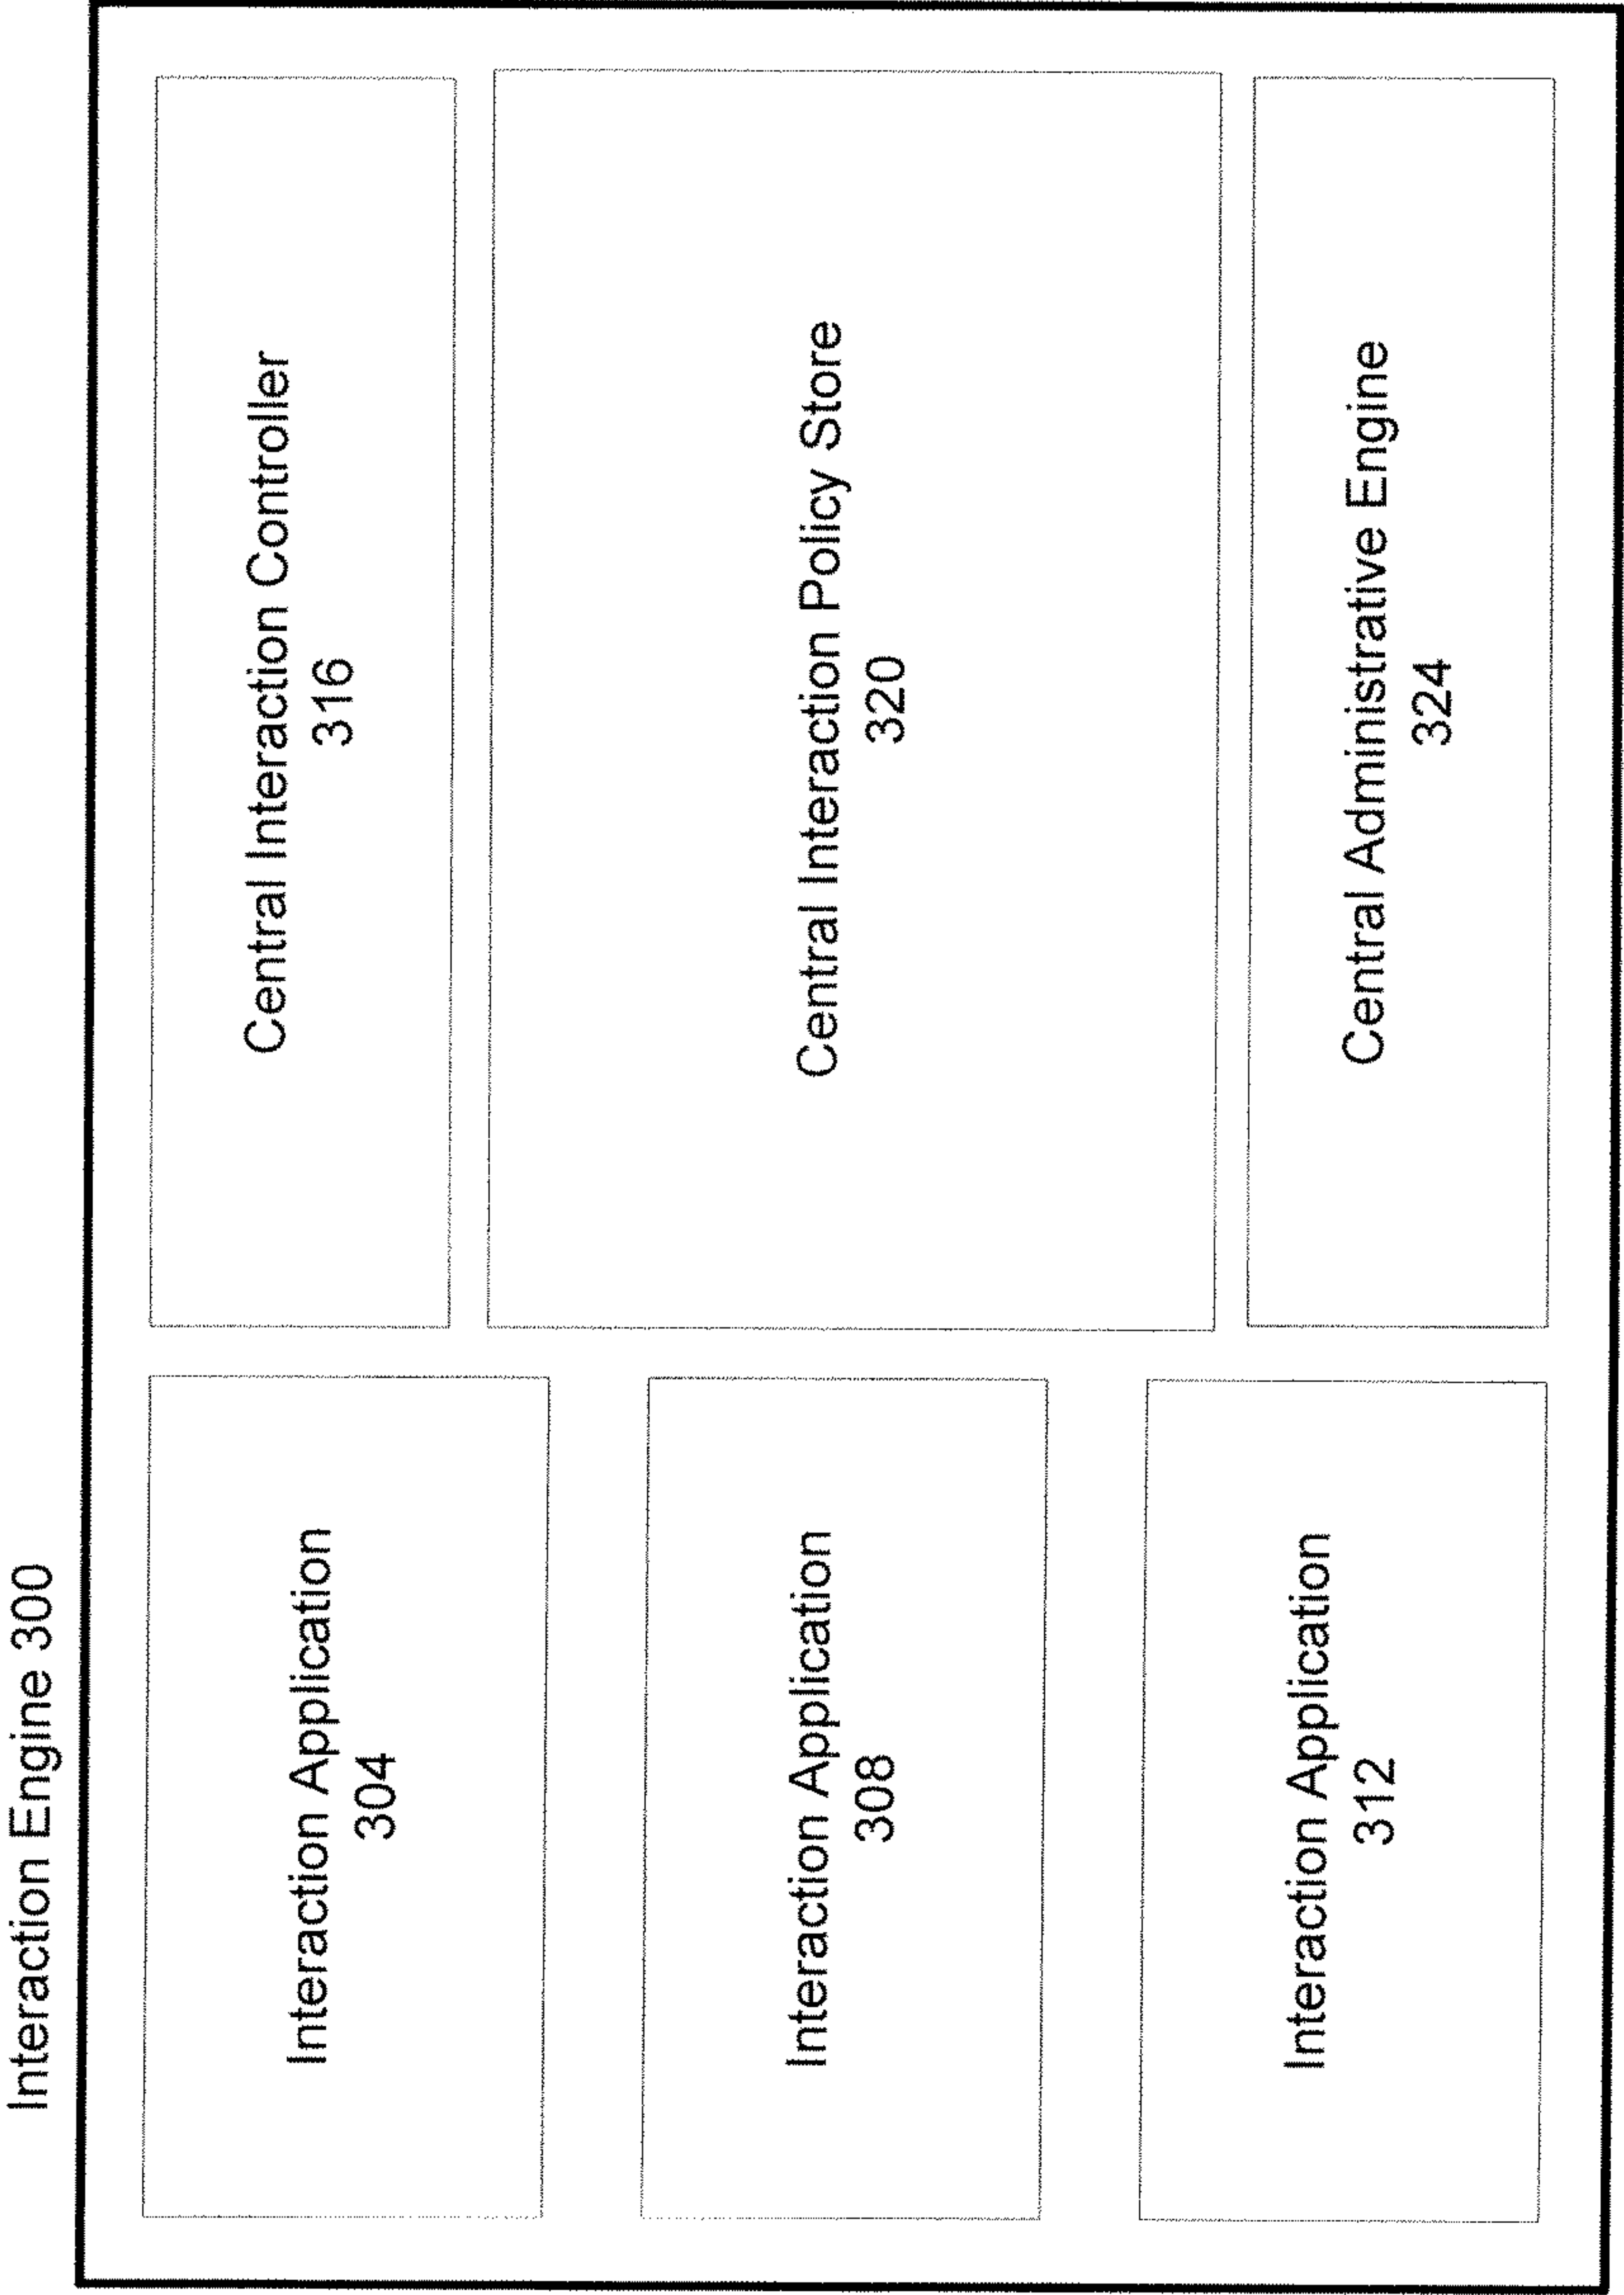 Interaction Engine 300
Interaction Application
304
Interaction Application
308
Interaction Application
312
Central Interaction Controller
316
Central Interaction Policy Store
320
Central Administrative Engine
324